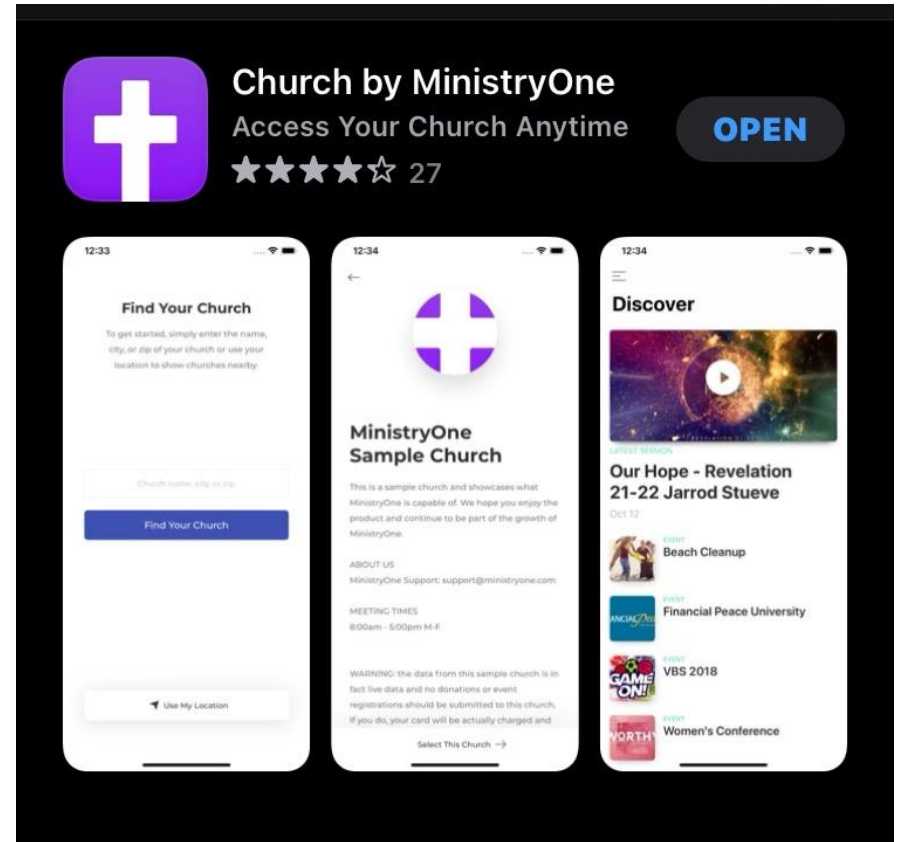 Church by MinistryOne
Access Your Church Anytime
27
OPEN
12:33
Find Your Church
To get started, simply enter the name,
city, or zip of your church or use your
location to show churches nearby.
Church name, city, or zip
Find Your Church
Use My Location
12:34
MinistryOne
Sample Church
This is a sample church and showcases what
MinistryOne is capable of. We hope you enjoy the
product and continue to be part of the growth of
MinistryOne.
ABOUT US
MinistryOne Support: support@ministryone.com
MEETING TIMES
8:00am - 5:00pm M-F
WARNING: the data from this sample church is in
fact live data and no donations or event
registrations should be submitted to this church.
If you do, your card will be actually charged and
Select This Church
12:34
Discover
LATEST SERMON
Our Hope - Revelation
21-22 Jarrod Stueve
Oct 12
EVENT
Beach Cleanup
EVENT
ANCIAL
Financial Peace University
EVENT
GAME
ON!
VBS 2018
EVENT
WORTHY
Women's Conference